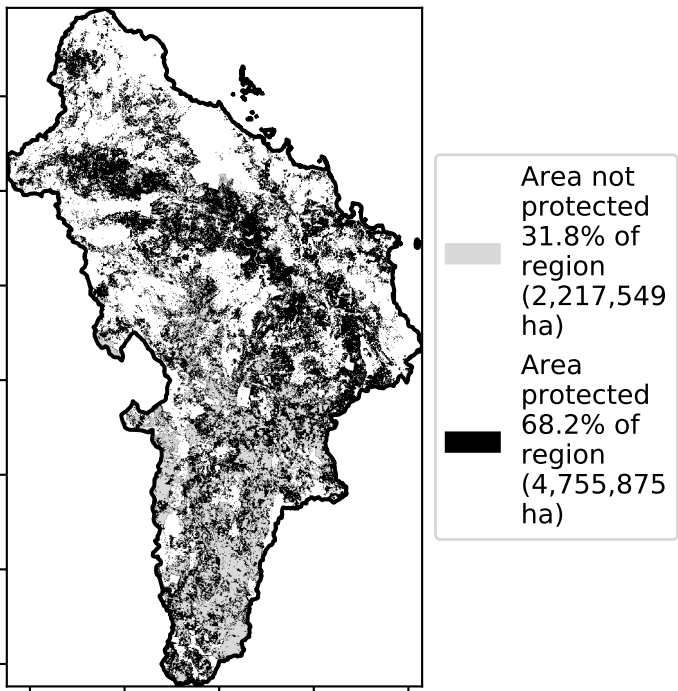 Area not
protected
31.8% of
region
(2,217,549
ha)
Area
protected
68.2% of
region
(4,755,875
ha)